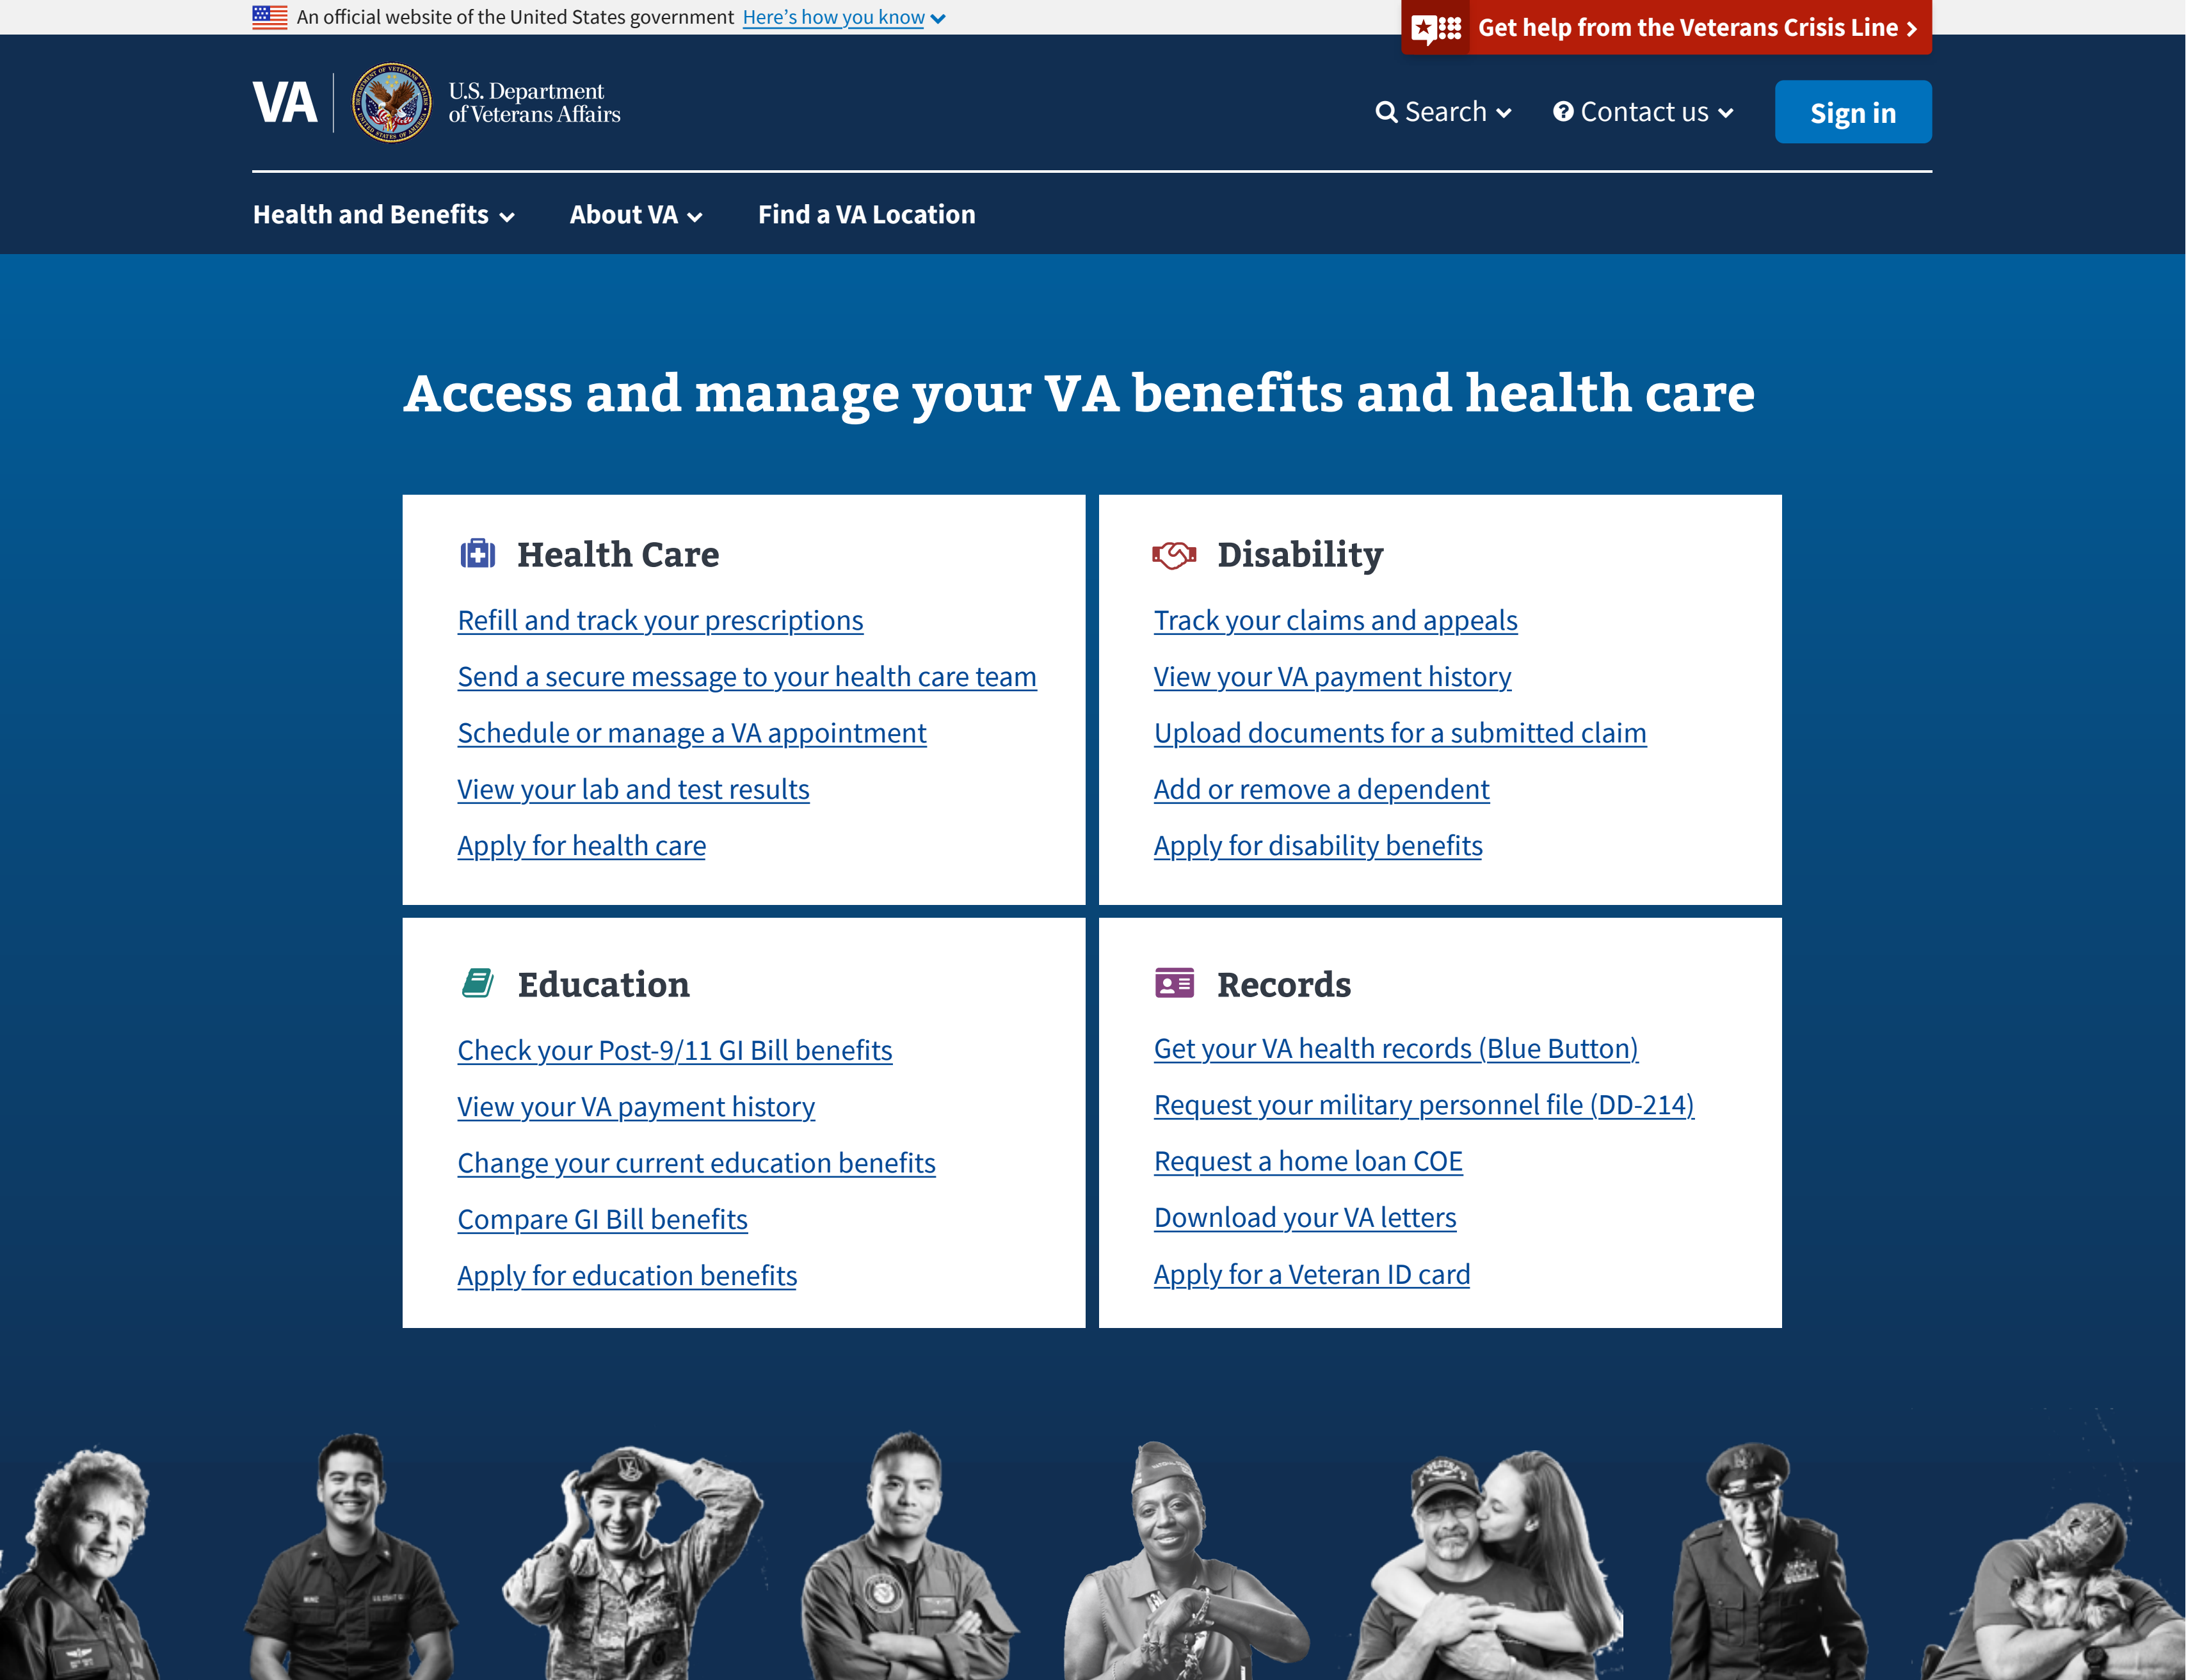 An official website of the United States government Here’s how you know
Get help from the Veterans Crisis Line
VA
U.S. Department
of Veterans Affairs
Search
Contact us
Sign in
Health and Benefits
About VA
Find a VA Location
Access and manage your VA benefits and health care
Health Care
Refill and track your prescriptions
Send a secure message to your health care team
Schedule or manage a VA appointment
View your lab and test results
Apply for health care
Disability
Track your claims and appeals
View your VA payment history
Upload documents for a submitted claim
Add or remove a dependent
Apply for disability benefits
Education
Check your Post-9/11 GI Bill benefits
View your VA payment history
Change your current education benefits
Compare GI Bill benefits
Apply for education benefits
Records
Get your VA health records (Blue Button)
Request your military personnel file (DD-214)
Request a home loan COE
Download your VA letters
Apply for a Veteran ID card